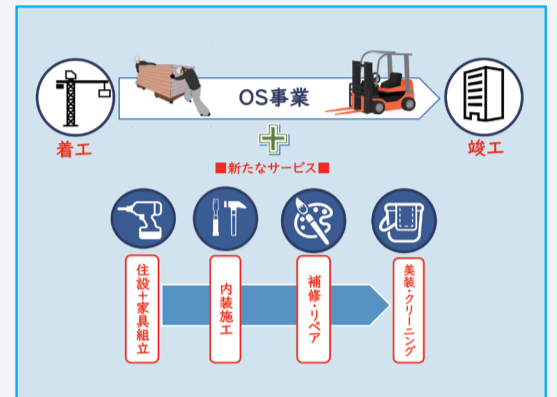 OS事業
着工
竣工
■新たなサービス■
住設+家具組立
内装施工
補修・リペア
美装・クリーニング